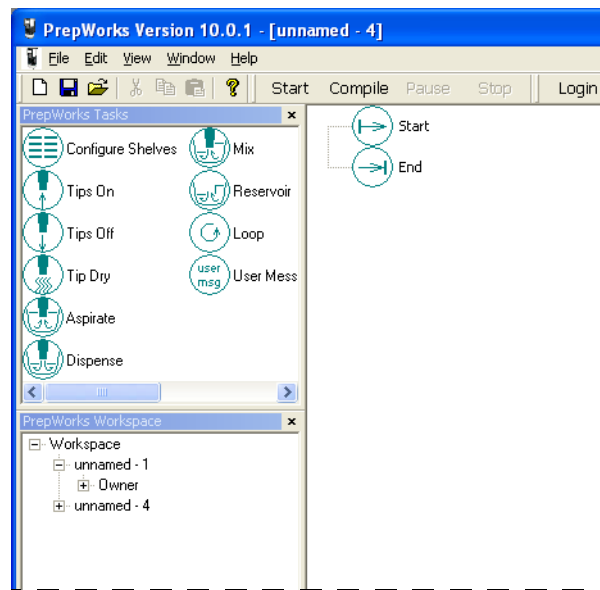 PrepWorks Version 10.0.1 - [unnamed - 4]
File Edit View Window Help
Start Compile Pause Stop Login
PrepWorks Tasks
Configure Shelves
Mix
Tips On
Reservoir
Tips Off
Loop
Tip Dry
user msg
User Mess
Aspirate
Dispense
PrepWorks Workspace
Workspace
unnamed - 1
Owner
unnamed - 4
Start
End